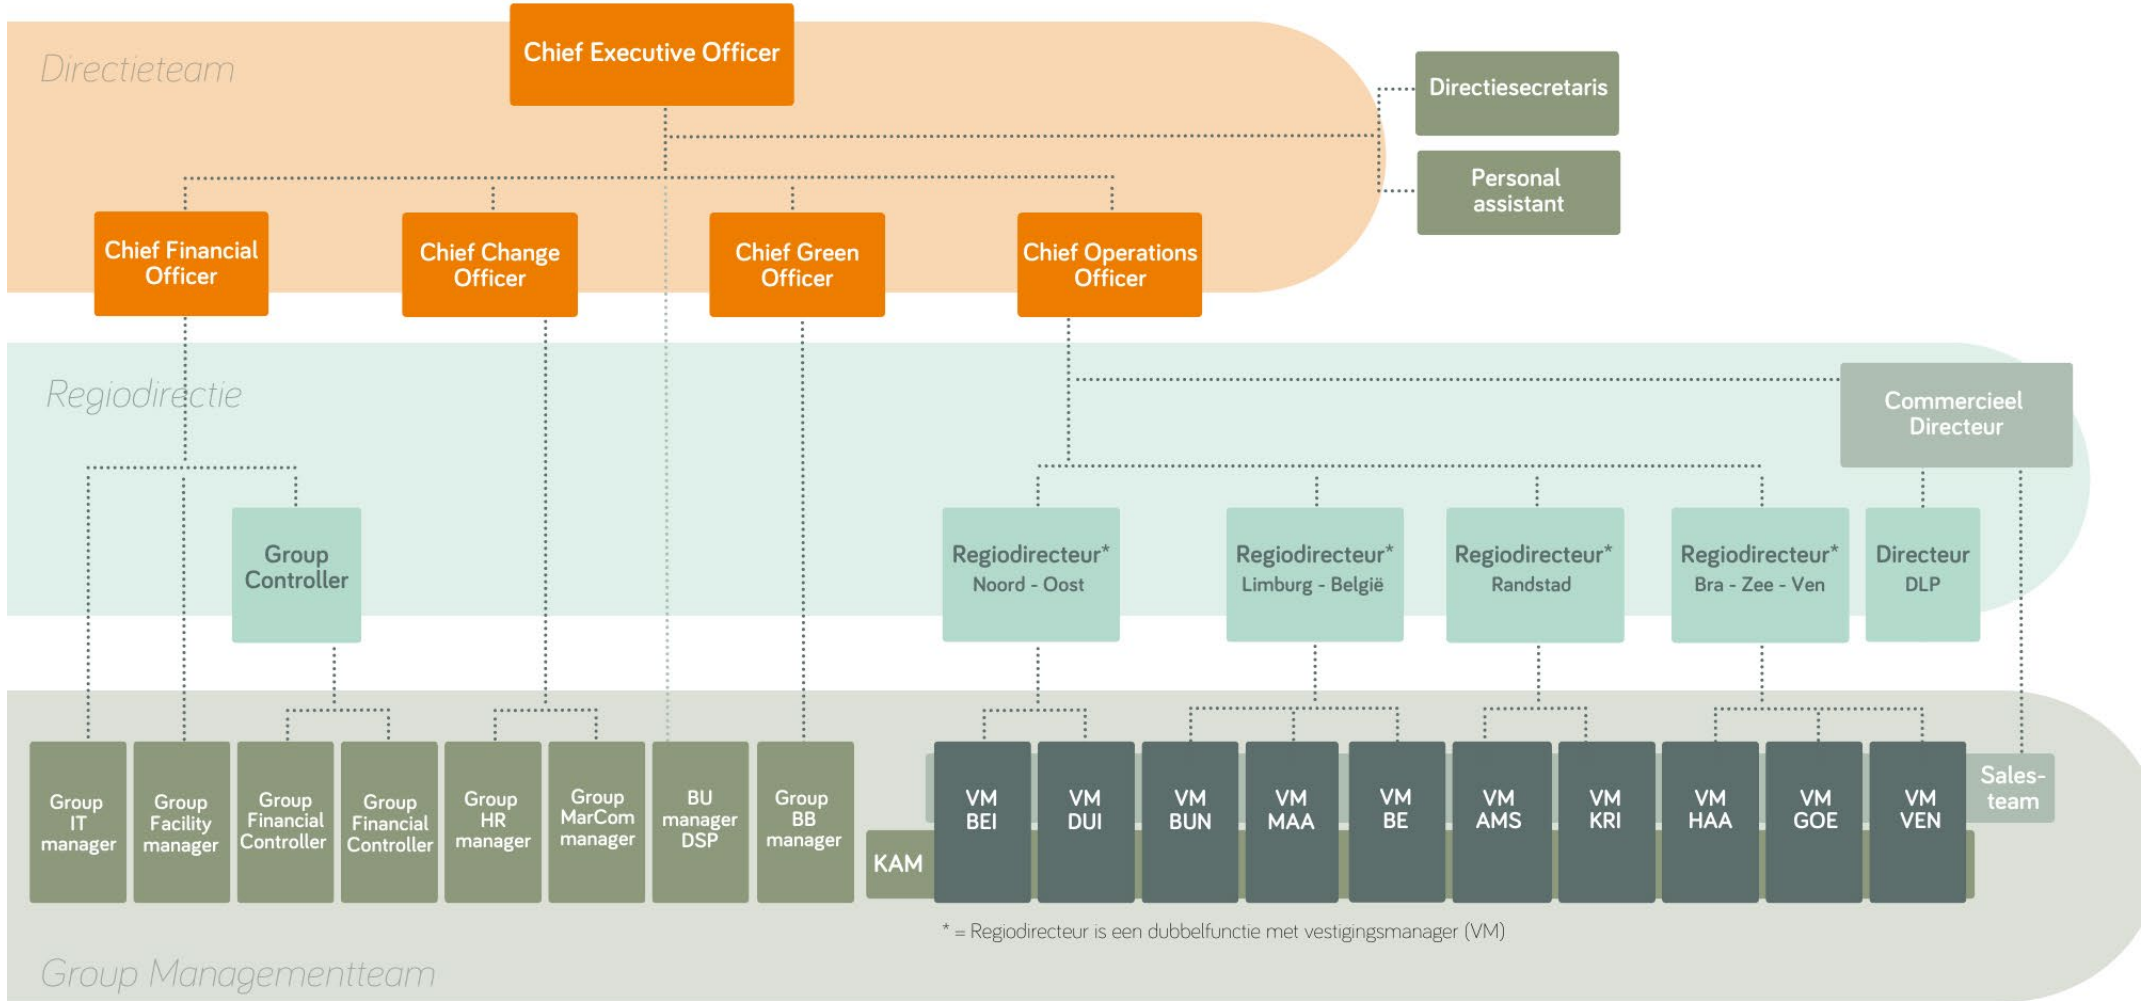 Directieteam
Chief Executive Officer
Directiesecretaris
Personal
assistant
Chief Financial
Officer
Chief Change
Officer
Chief Green
Officer
Chief Operations
Officer
Regiodirectie
Commercieel
Directeur
Group
Controller
Regiodirecteur*
Noord - Oost
Regiodirecteur*
Limburg - België
Regiodirecteur*
Randstad
Regiodirecteur*
Bra - Zee - Ven
Directeur
DLP
Group
IT
manager
Group
Facility
manager
Group
Financial
Controller
Group
Financial
Controller
Group
HR
manager
Group
MarCom
manager
BU
manager
DSP
Group
BB
manager
KAM
VM
BEI
VM
DUI
VM
BUN
VM
MAA
VM
BE
VM
AMS
VM
KRI
VM
HAA
VM
GOE
VM
VEN
Sales-
team
* = Regiodirecteur is een dubbelfunctie met vestigingsmanager (VM)
Group Managementteam